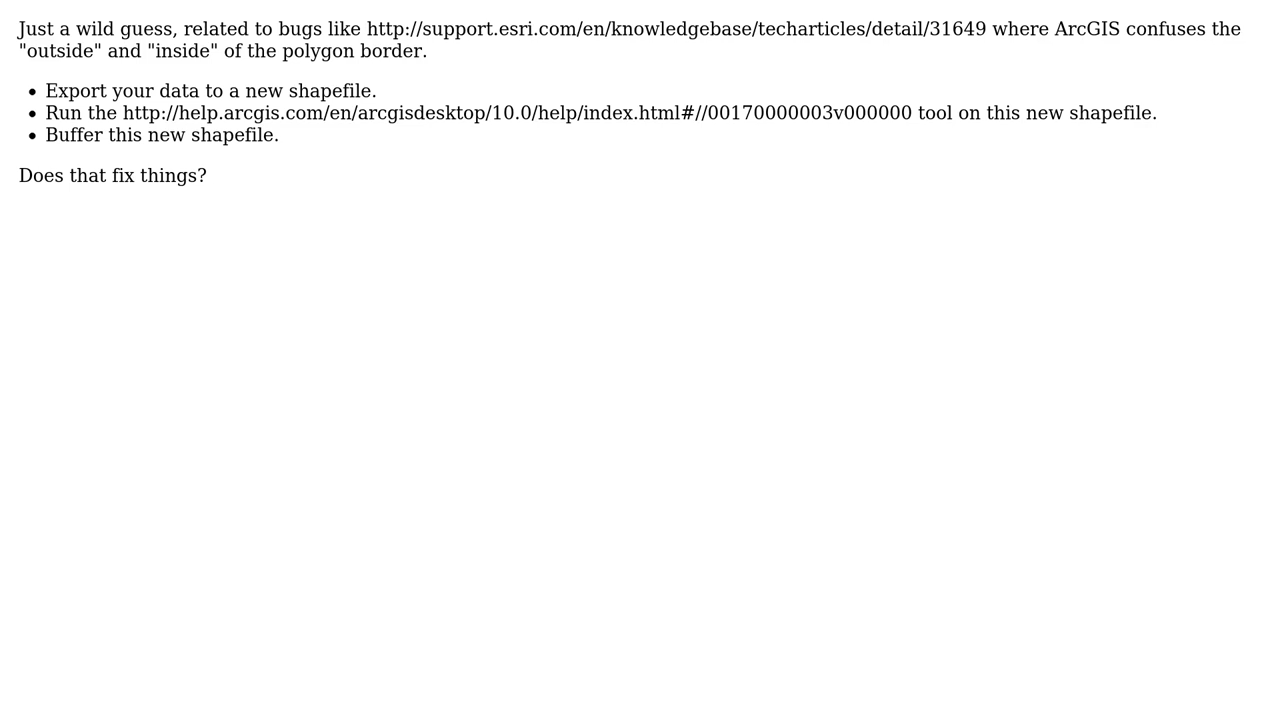 Just a wild guess, related to bugs like http://support.esri.com/en/knowledgebase/techarticles/detail/31649 where ArcGIS confuses the
"outside" and "inside" of the polygon border.
• Export your data to a new shapefile.
• Run the http://help.arcgis.com/en/arcgisdesktop/10.0/help/index.html#//00170000003v000000 tool on this new shapefile.
• Buffer this new shapefile.
Does that fix things?